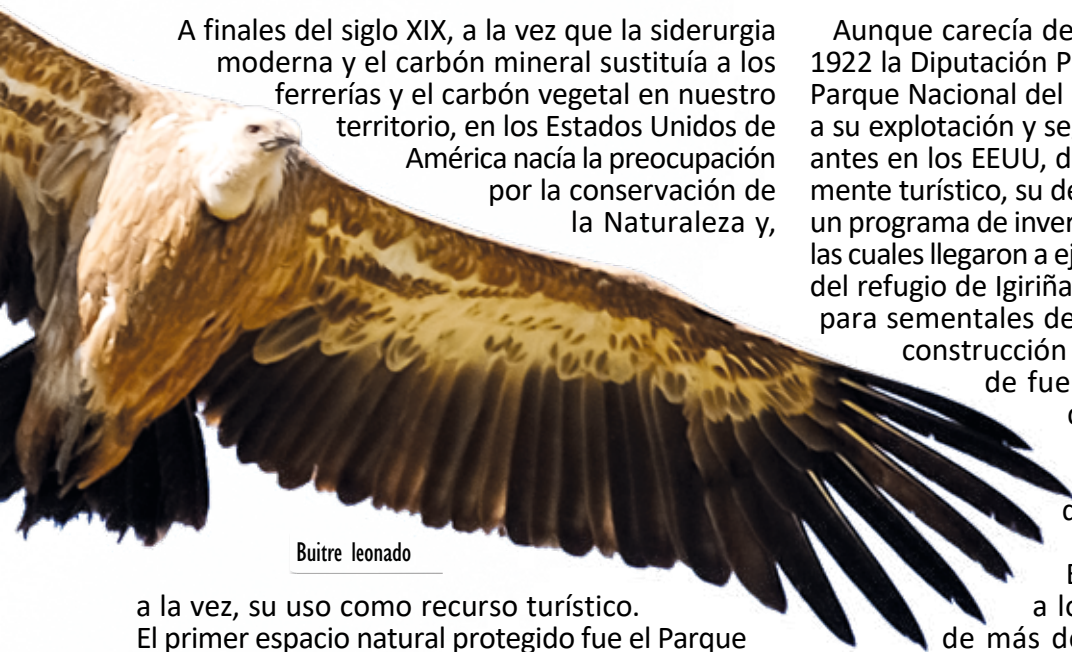 A finales del siglo XIX, a la vez que la siderurgia
moderna y el carbón mineral sustituía a los
ferrerías y el carbón vegetal en nuestro
territorio, en los Estados Unidos de
América nacía la preocupación
por la conservación de
la Naturaleza y,
Buitre leonado
a la vez, su uso como recurso turístico.
El primer espacio natural protegido fue el Parque
Aunque carecía de
1922 la Diputación P
Parque Nacional del
a su explotación y se
antes en los EEUU, d
mente turístico, su de
un programa de inver
las cuales llegaron a ej
del refugio de Igiriña
para sementales de
construcción
de fue
a lo
de más de